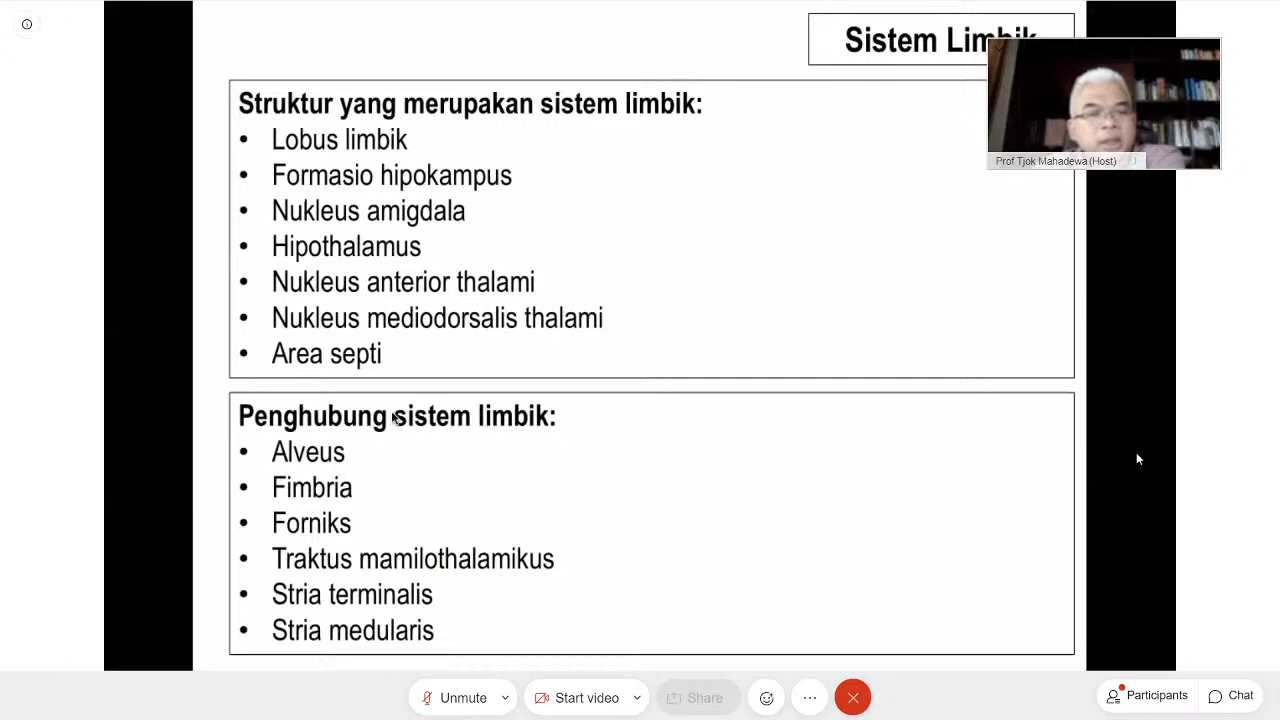 Sistem Limbik
Struktur yang merupakan sistem limbik:
• Lobus limbik
• Formasio hipokampus
• Nukleus amigdala
• Hipothalamus
• Nukleus anterior thalami
• Nukleus mediodorsalis thalami
• Area septi
Prof Tjok Mahadewa (Host)
Penghubung sistem limbik:
• Alveus
• Fimbria
• Forniks
• Traktus mamilothalamikus
• Stria terminalis
• Stria medularis
Unmute
Start video
Share
Participants
Chat